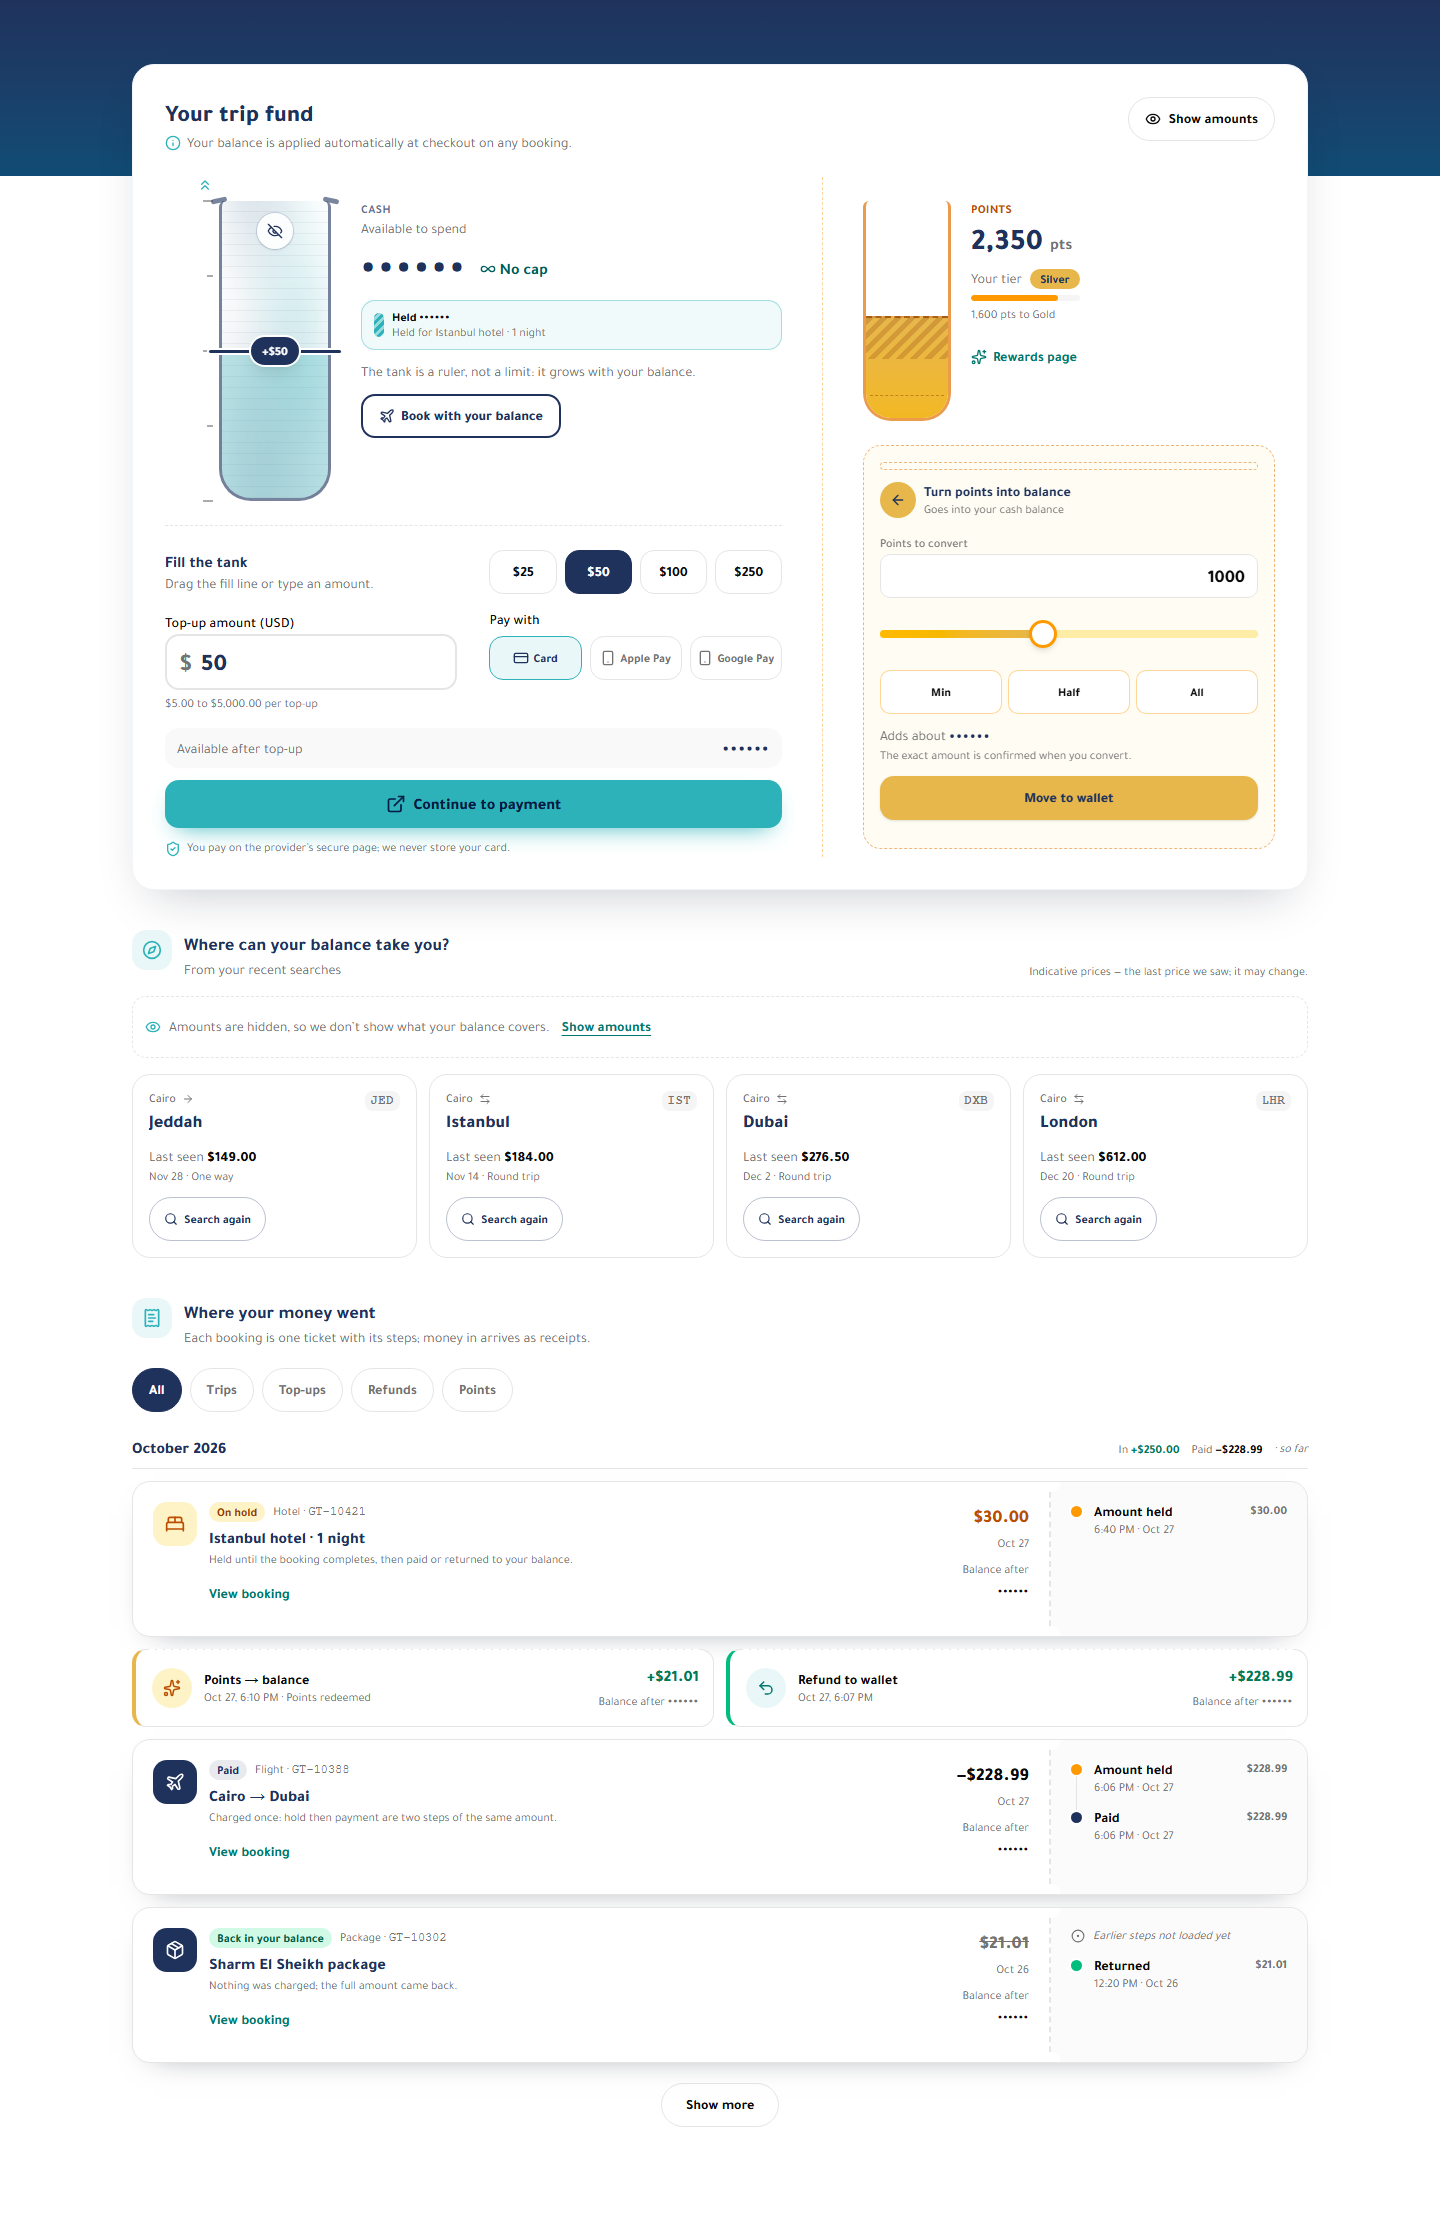 Your trip fund
Your balance is applied automatically at checkout on any booking.
Show amounts
+$50
CASH
Available to spend
•••••• No cap
Held ••••••
Held for Istanbul hotel · 1 night
The tank is a ruler, not a limit: it grows with your balance.
Book with your balance
Fill the tank
Drag the fill line or type an amount.
$25 $50 $100 $250
Top-up amount (USD)
$ 50
$5.00 to $5,000.00 per top-up
Pay with
Card Apple Pay Google Pay
Available after top-up ••••••
Continue to payment
You pay on the provider's secure page; we never store your card.
POINTS
2,350 pts
Your tier Silver
1,600 pts to Gold
Rewards page
Turn points into balance
Goes into your cash balance
Points to convert
1000
Min Half All
Adds about ••••••
The exact amount is confirmed when you convert.
Move to wallet
Where can your balance take you?
From your recent searches
Indicative prices — the last price we saw; it may change.
Amounts are hidden, so we don't show what your balance covers. Show amounts
Cairo → JED
Jeddah
Last seen $149.00
Nov 28 · One way
Search again
Cairo ⇆ IST
Istanbul
Last seen $184.00
Nov 14 · Round trip
Search again
Cairo ⇆ DXB
Dubai
Last seen $276.50
Dec 2 · Round trip
Search again
Cairo ⇆ LHR
London
Last seen $612.00
Dec 20 · Round trip
Search again
Where your money went
Each booking is one ticket with its steps; money in arrives as receipts.
All Trips Top-ups Refunds Points
October 2026
In +$250.00 Paid −$228.99 · so far
On hold Hotel · GT-10421
Istanbul hotel · 1 night
Held until the booking completes, then paid or returned to your balance.
View booking
$30.00
Oct 27
Balance after
••••••
Amount held $30.00
6:40 PM · Oct 27
Points → balance
Oct 27, 6:10 PM · Points redeemed
+$21.01
Balance after ••••••
Refund to wallet
Oct 27, 6:07 PM
+$228.99
Balance after ••••••
Paid Flight · GT-10388
Cairo → Dubai
Charged once: hold then payment are two steps of the same amount.
View booking
−$228.99
Oct 27
Balance after
••••••
Amount held $228.99
6:06 PM · Oct 27
Paid $228.99
6:06 PM · Oct 27
Back in your balance Package · GT-10302
Sharm El Sheikh package
Nothing was charged; the full amount came back.
View booking
$21.01
Oct 26
Balance after
••••••
Earlier steps not loaded yet
Returned $21.01
12:20 PM · Oct 26
Show more